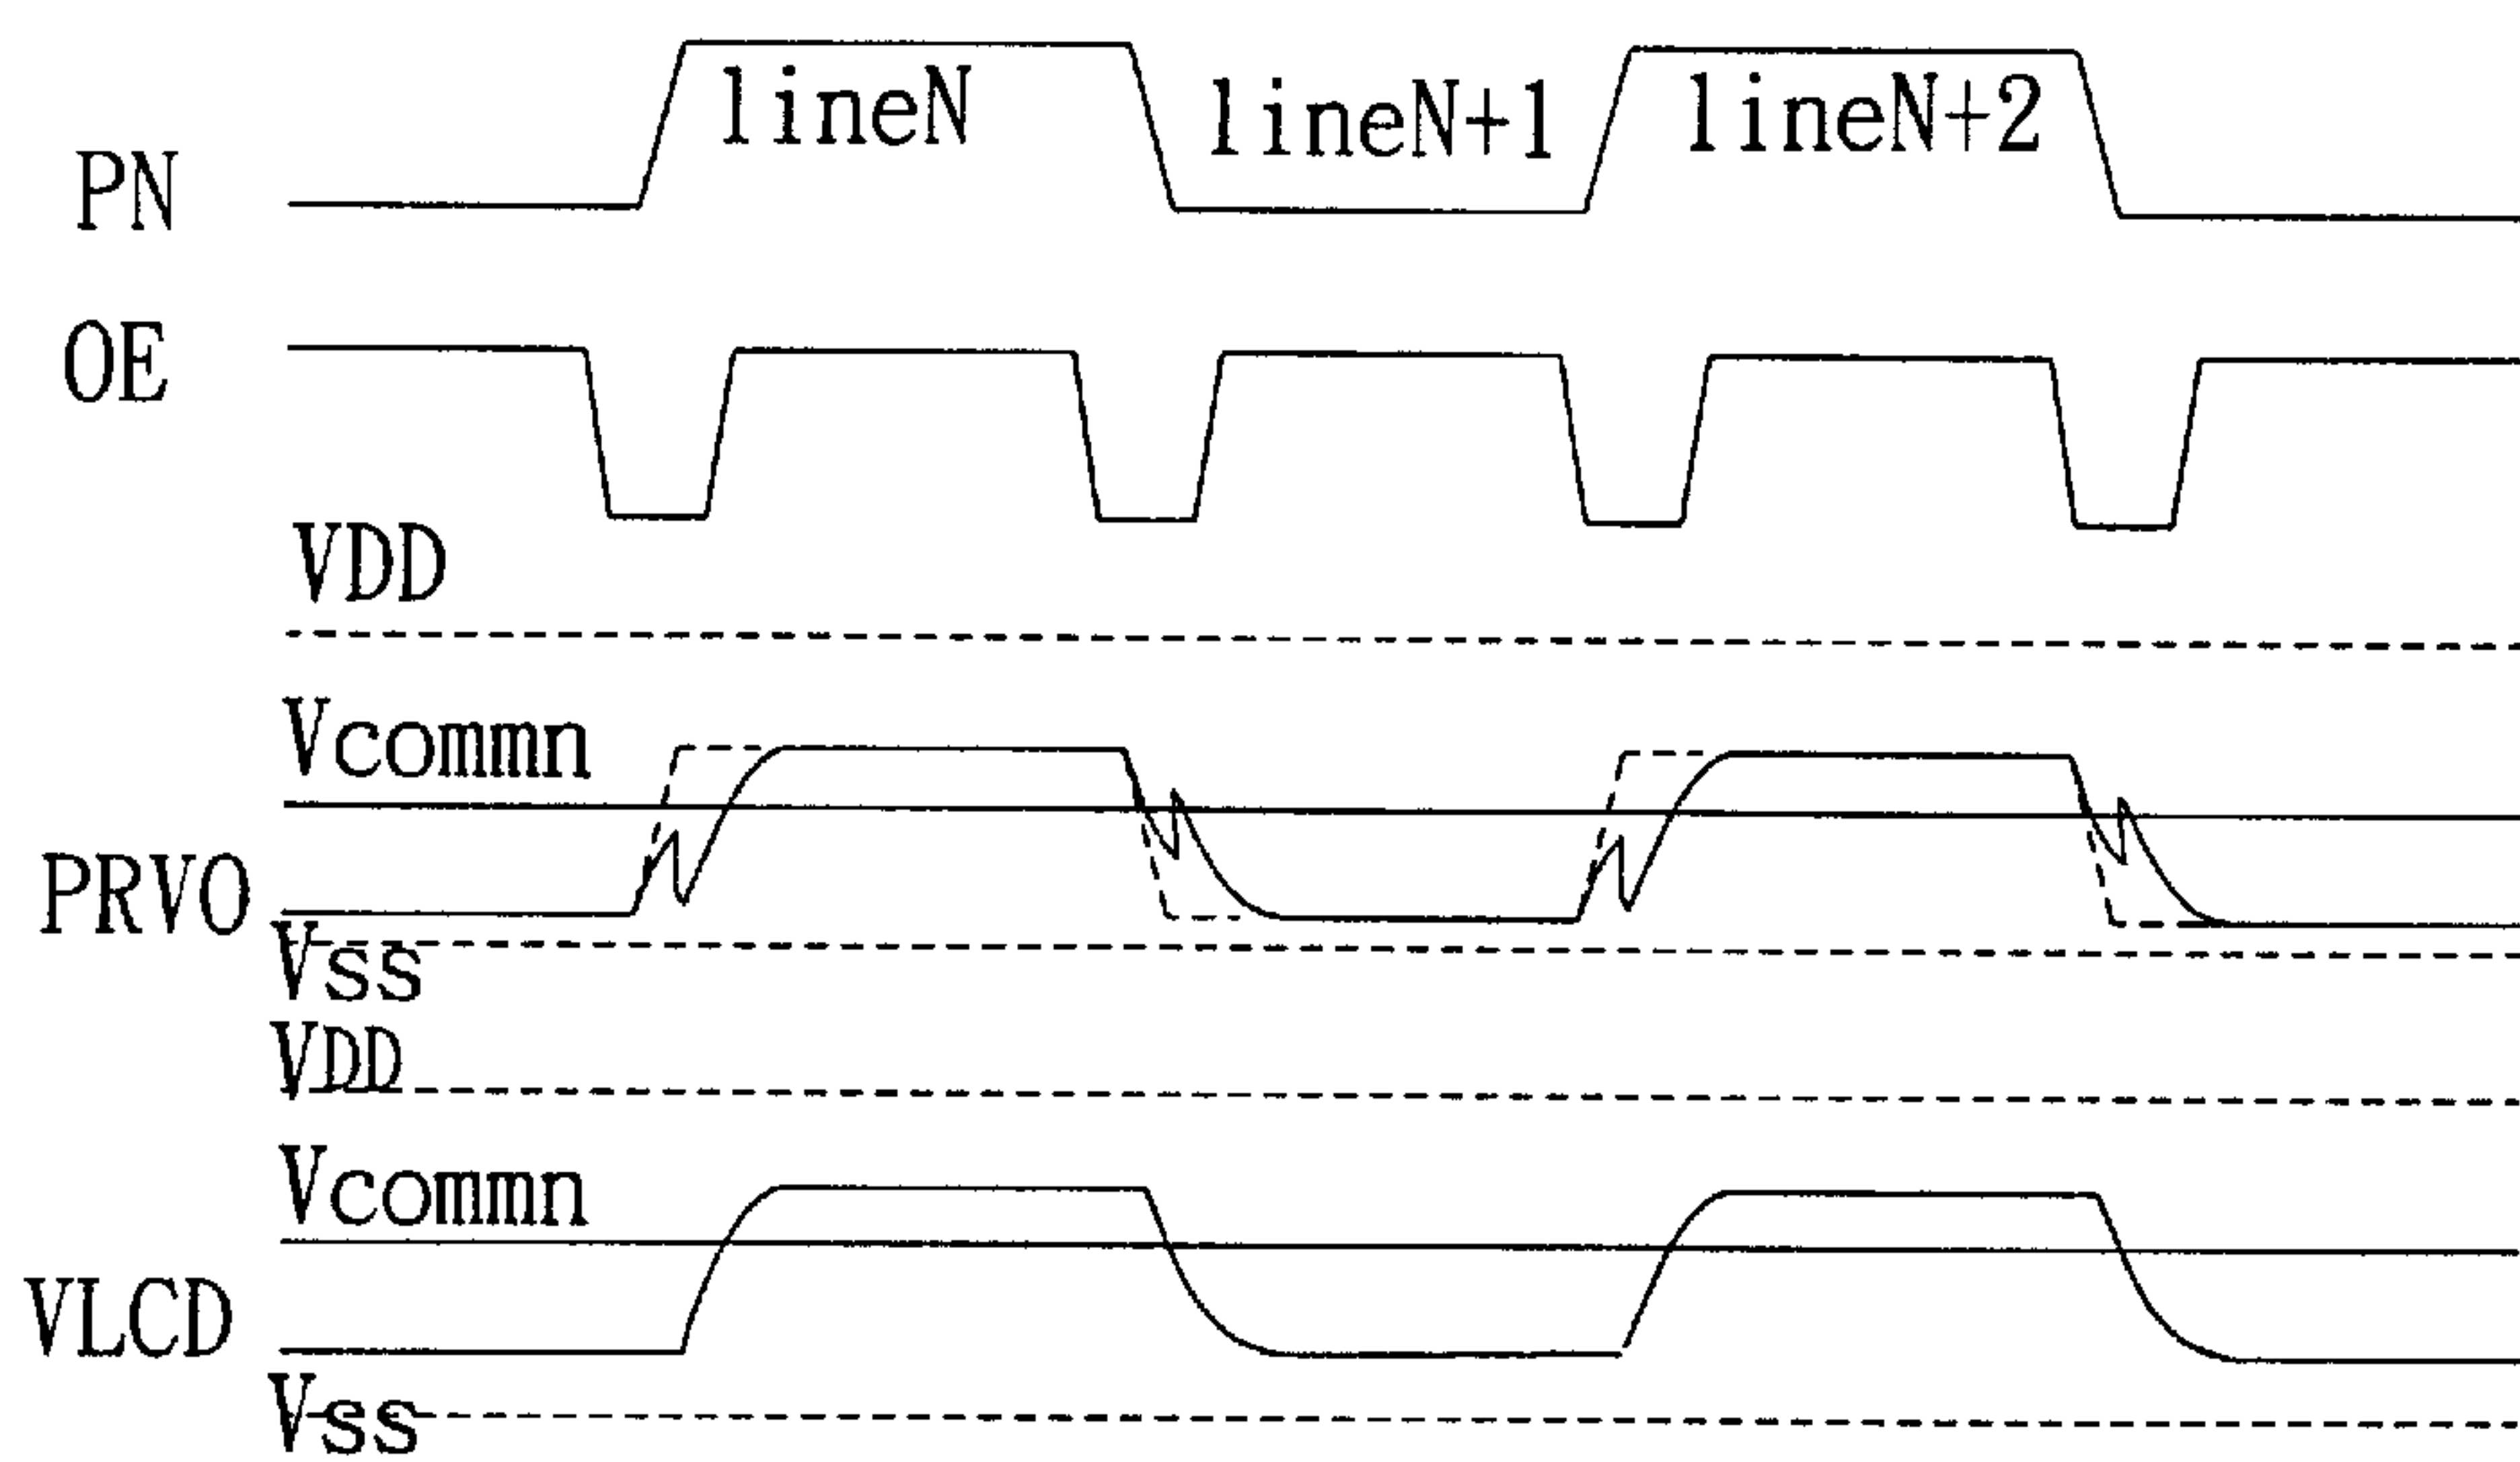 lineN
lineN+1
lineN+2
PN
OE
VDD
Vcommn
PRVO
Vss
VDD
Vcommn
VLCD
Vss